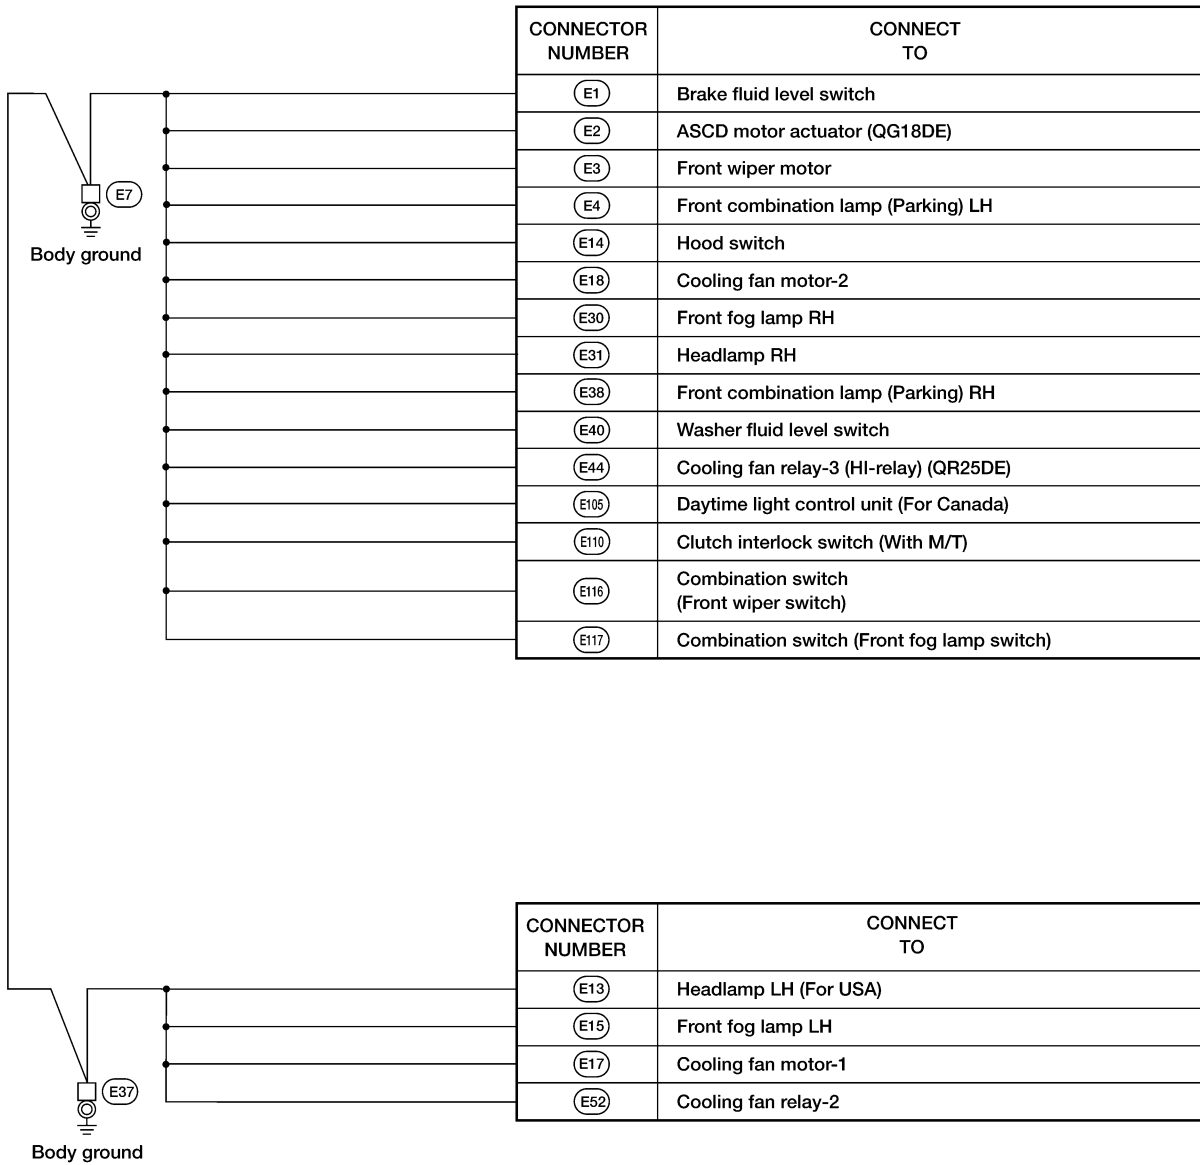 CONNECTOR
NUMBER
CONNECT
TO
E1
Brake fluid level switch
E2
ASCD motor actuator (QG18DE)
E3
Front wiper motor
E7
E4
Front combination lamp (Parking) LH
Body ground
E14
Hood switch
E18
Cooling fan motor-2
E30
Front fog lamp RH
E31
Headlamp RH
E38
Front combination lamp (Parking) RH
E40
Washer fluid level switch
E44
Cooling fan relay-3 (HI-relay) (QR25DE)
E105
Daytime light control unit (For Canada)
E110
Clutch interlock switch (With M/T)
E116
Combination switch
(Front wiper switch)
E117
Combination switch (Front fog lamp switch)
CONNECTOR
NUMBER
CONNECT
TO
E13
Headlamp LH (For USA)
E15
Front fog lamp LH
E17
Cooling fan motor-1
E37
E52
Cooling fan relay-2
Body ground